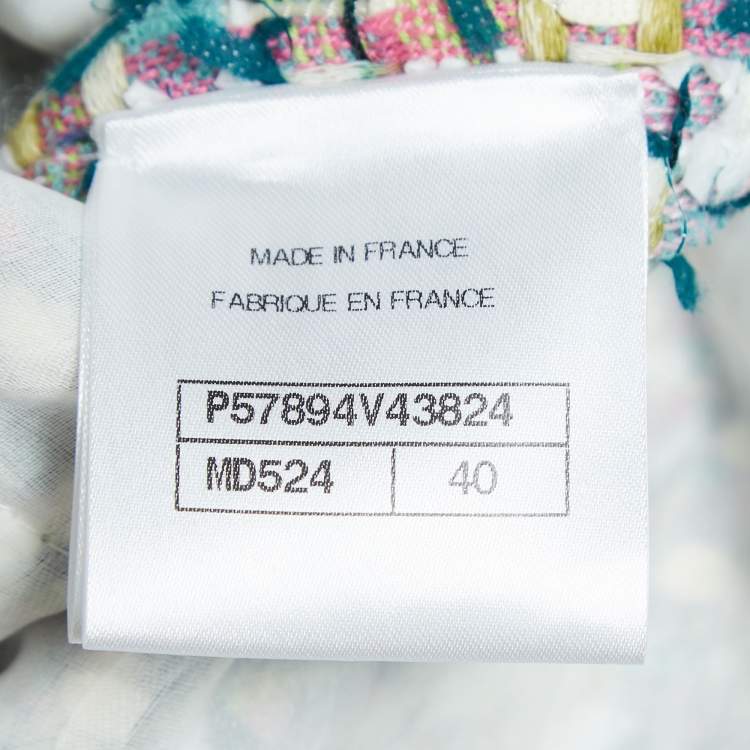 MADE IN FRANCE
FABRIQUE EN FRANCE
P57894V43824
MD524 40